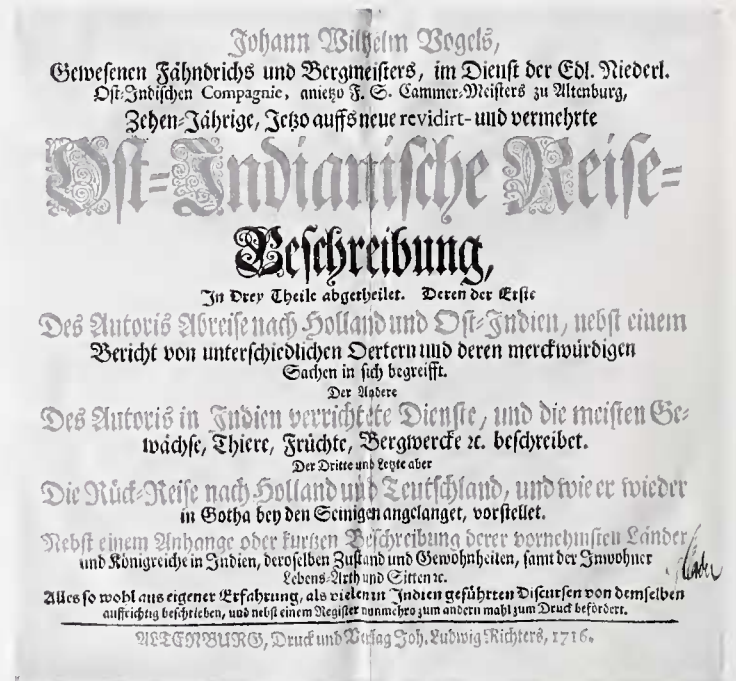 Johann Wilhelm Vogels,
Gewesenen Fähndrichs und Bergmeisters, im Dienst der Edl. Niederl.
Ost-Indischen Compagnie, anietzo F. S. Cammer-Meisters zu Altenburg,
Zehen-Jährige, Jetzo auffs neue revidirt- und vermehrte
Ost-Indianische Reise-
Beschreibung,
In Drey Theile abgetheilet. Deren der Erste
Des Autoris Abreise nach Holland und Ost-Indien, nebst einem
Bericht von unterschiedlichen Oertern und deren merckwürdigen
Sachen in sich begreifft.
Der Andere
Des Autoris in Indien verrichtete Dienste, und die meisten Ge-
wächse, Thiere, Früchte, Bergwercke ꝛc. beschreibet.
Der Dritte und Letzte aber
Die Rück-Reise nach Holland und Teutschland, und wie er wieder
in Gotha bey den Seinigen angelanget, vorstellet.
Nebst einem Anhange oder kurtzen Beschreibung derer vornehmsten Länder
und Königreiche in Indien, deroselben Zustand und Gewohnheiten, samt der Inwohner
Lebens-Arth und Sitten ꝛc.
Länder
Alles so wohl aus eigener Erfahrung, als vielen in Indien geführten Discursen von demselben
auffrichtig beschrieben, und nebst einem Register nunmehro zum andern mahl zum Druck befördert.
ALTENBURG, Druck und Verlag Joh. Ludwig Richters, 1716.